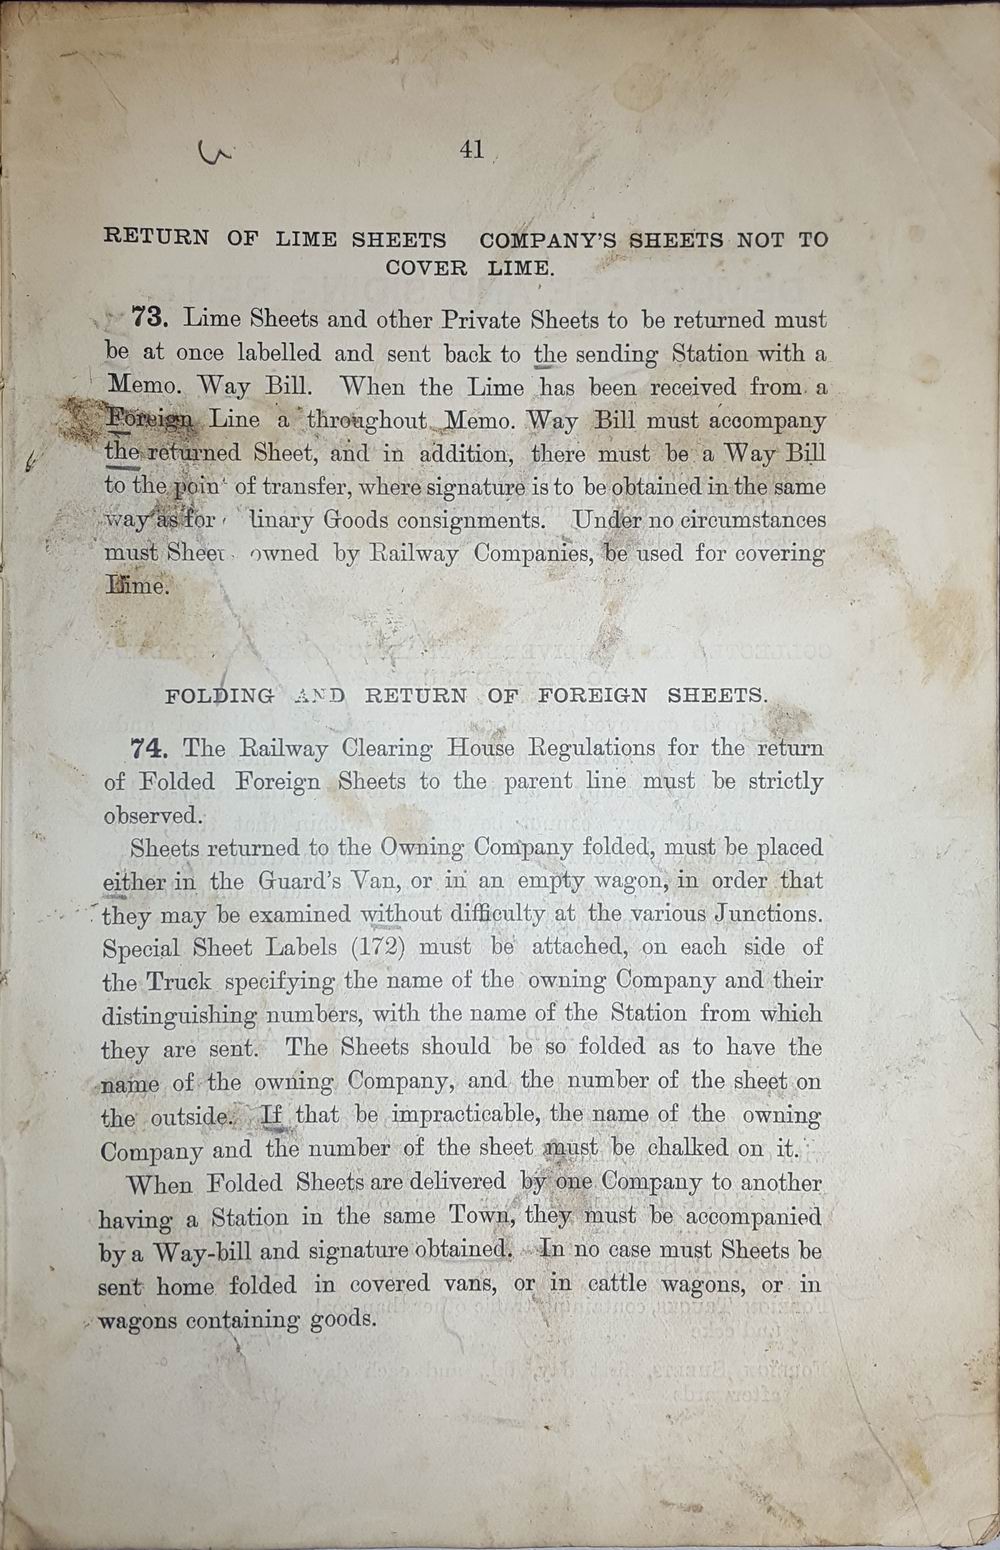 41
RETURN OF LIME SHEETS COMPANY'S SHEETS NOT TO
COVER LIME.
73. Lime Sheets and other Private Sheets to be returned must
be at once labelled and sent back to the sending Station with a
Memo. Way Bill. When the Lime has been received from a
Foreign Line a throughout Memo. Way Bill must accompany
the returned Sheet, and in addition, there must be a Way Bill
to the poin of transfer, where signature is to be obtained in the same
way as for linary Goods consignments. Under no circumstances
must Sheet owned by Railway Companies, be used for covering
Lime.
FOLDING AND RETURN OF FOREIGN SHEETS.
74. The Railway Clearing House Regulations for the return
of Folded Foreign Sheets to the parent line must be strictly
observed.
Sheets returned to the Owning Company folded, must be placed
either in the Guard's Van, or in an empty wagon, in order that
they may be examined without difficulty at the various Junctions.
Special Sheet Labels (172) must be attached, on each side of
the Truck specifying the name of the owning Company and their
distinguishing numbers, with the name of the Station from which
they are sent. The Sheets should be so folded as to have the
name of the owning Company, and the number of the sheet on
the outside. If that be impracticable, the name of the owning
Company and the number of the sheet must be chalked on it.
When Folded Sheets are delivered by one Company to another
having a Station in the same Town, they must be accompanied
by a Way-bill and signature obtained. In no case must Sheets be
sent home folded in covered vans, or in cattle wagons, or in
wagons containing goods.